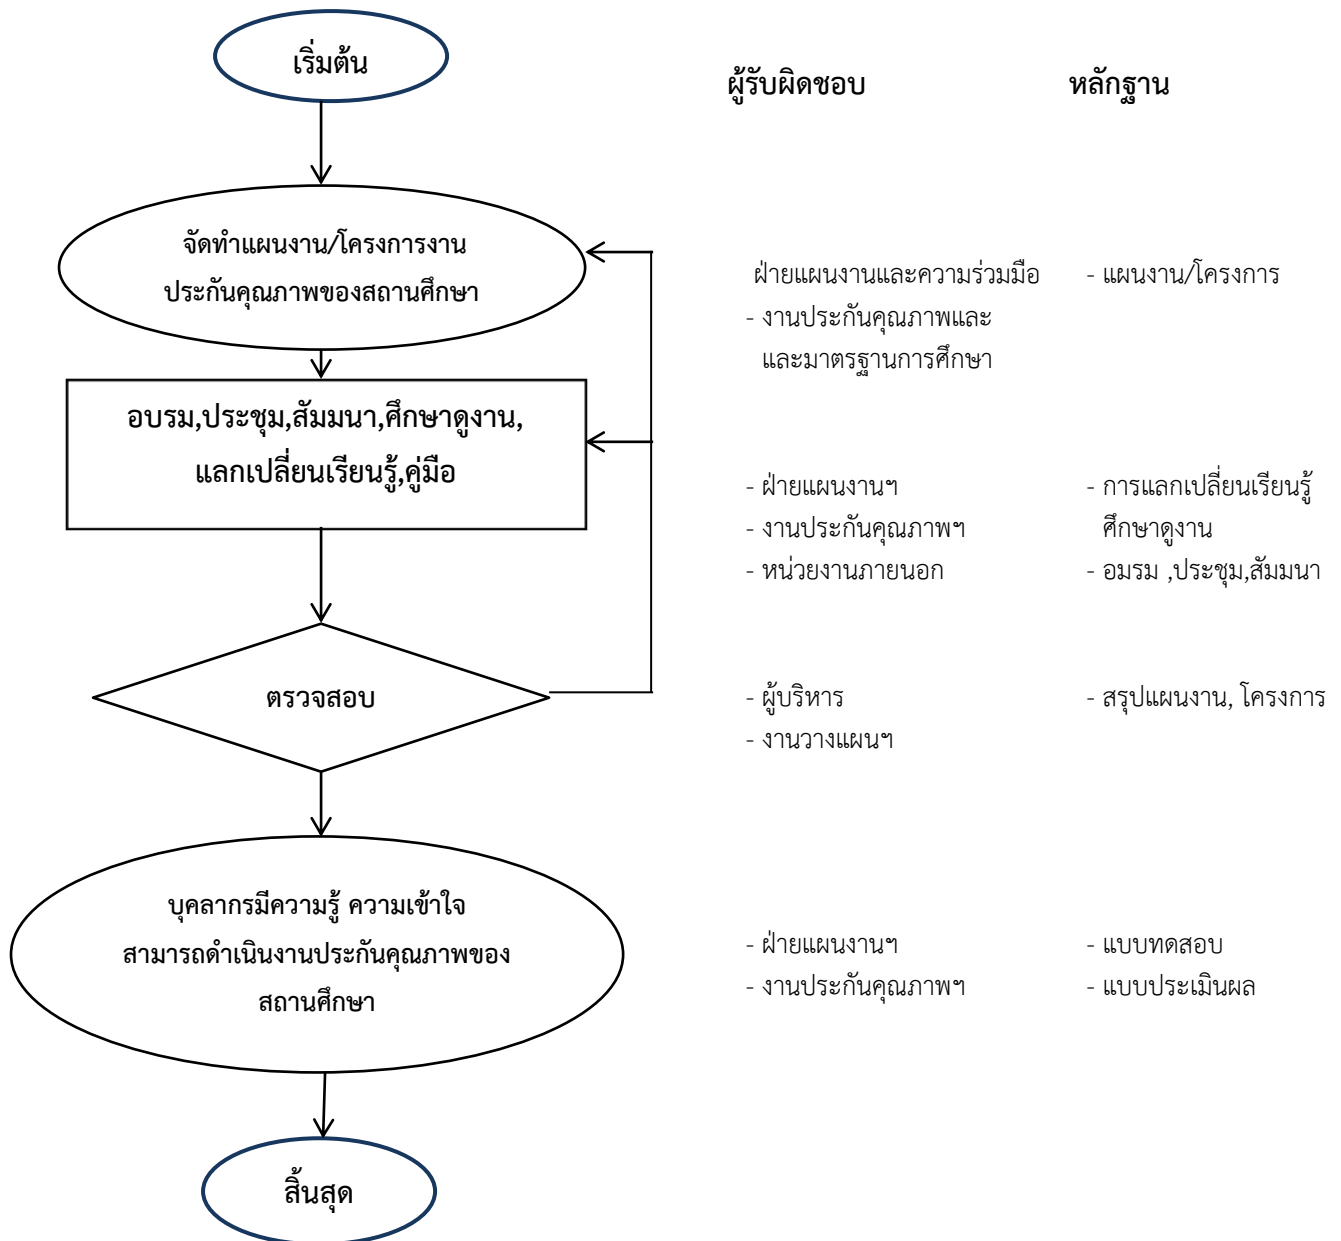 เริ่มต้น
ผู้รับผิดชอบ
หลักฐาน
จัดทำแผนงาน/โครงการงาน
ประกันคุณภาพของสถานศึกษา
ฝ่ายแผนงานและความร่วมมือ
- งานประกันคุณภาพและ
และมาตรฐานการศึกษา
- แผนงาน/โครงการ
อบรม,ประชุม,สัมมนา,ศึกษาดูงาน,
แลกเปลี่ยนเรียนรู้,คู่มือ
- ฝ่ายแผนงานฯ
- งานประกันคุณภาพฯ
- หน่วยงานภายนอก
- การแลกเปลี่ยนเรียนรู้
ศึกษาดูงาน
- อมรม ,ประชุม,สัมมนา
ตรวจสอบ
- ผู้บริหาร
- งานวางแผนฯ
- สรุปแผนงาน, โครงการ
บุคลากรมีความรู้ ความเข้าใจ
สามารถดำเนินงานประกันคุณภาพของ
สถานศึกษา
- ฝ่ายแผนงานฯ
- งานประกันคุณภาพฯ
- แบบทดสอบ
- แบบประเมินผล
สิ้นสุด